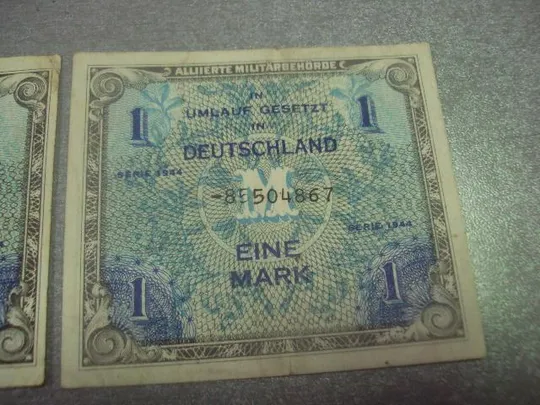 ALLIIERTE MILITÄRBEHÖRDE
IN
UMLAUF GESETZT
IN
DEUTSCHLAND
1 1
SERIE 1944
M
-85504867
SERIE 1944
EINE
MARK
1 1